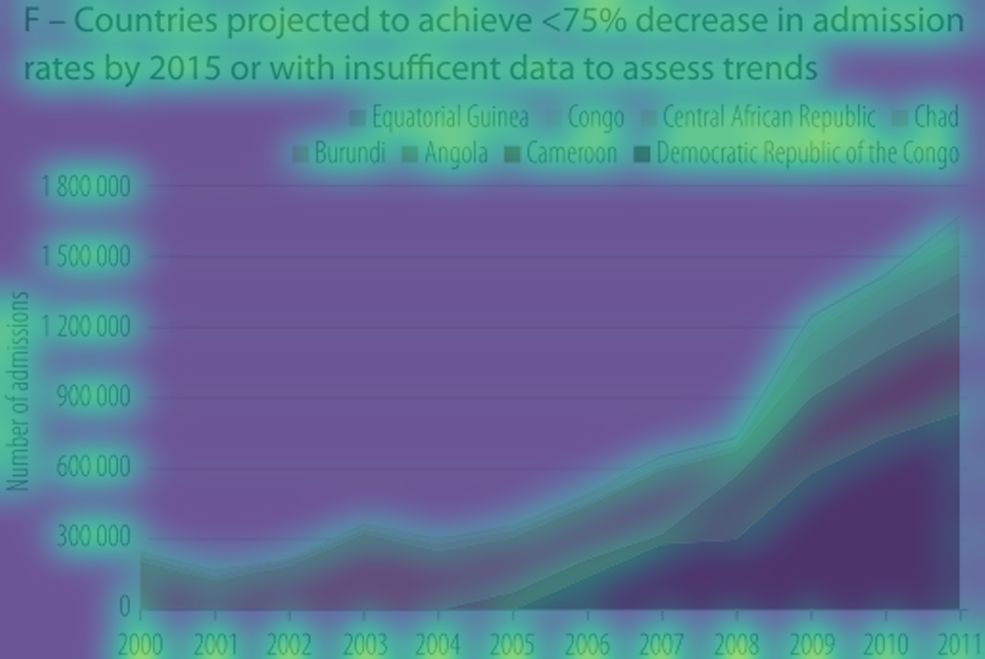 F – Countries projected to achieve <75% decrease in admission
rates by 2015 or with insufficent data to assess trends
Equatorial Guinea Congo Central African Republic Chad
Burundi Angola Cameroon Democratic Republic of the Congo
Number of admissions
1 800 000
1 500 000
1 200 000
900 000
600 000
300 000
0
2000 2001 2002 2003 2004 2005 2006 2007 2008 2009 2010 2011